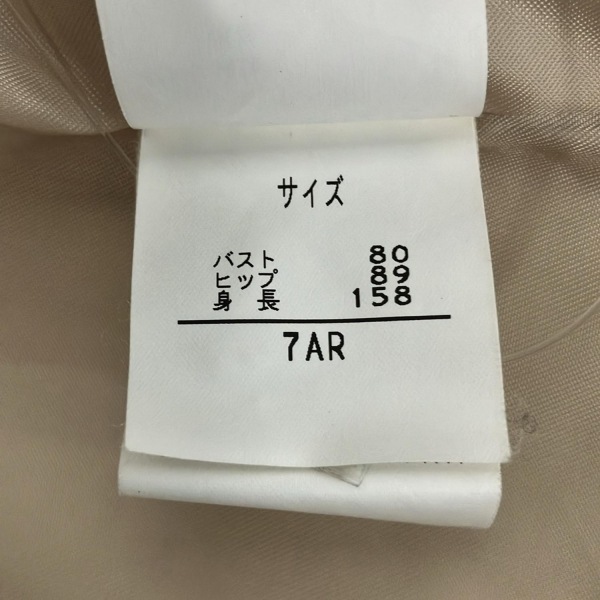 サイズ
バスト 80
ヒップ 89
身長 158
7AR